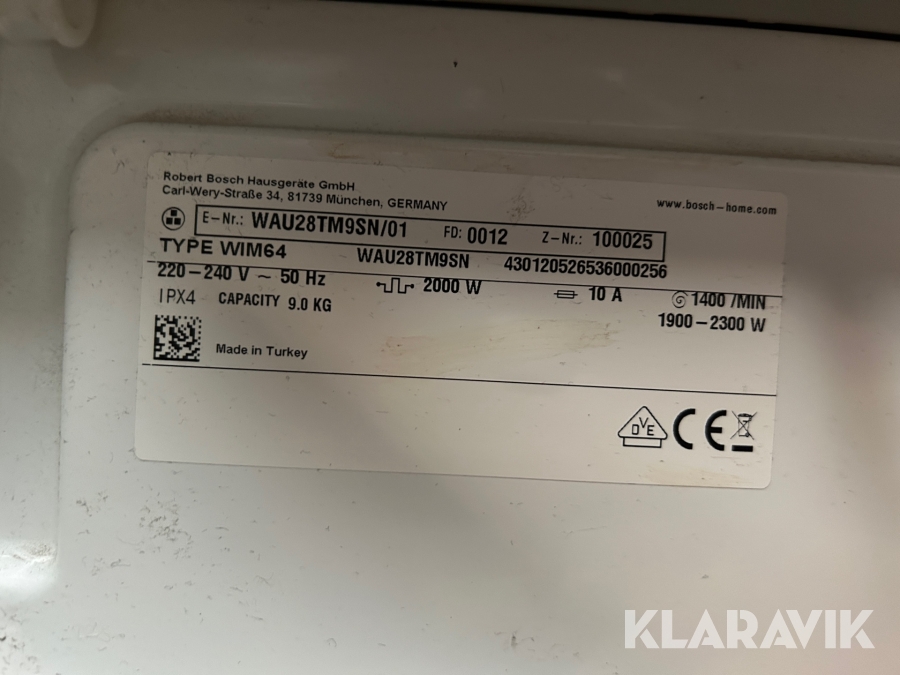 Robert Bosch Hausgeräte GmbH
Carl-Wery-Straße 34, 81739 München, GERMANY
www.bosch-home.com
E-Nr.: WAU28TM9SN/01 FD: 0012 Z-Nr.: 100025
TYPE WIM64 WAU28TM9SN 430120526536000256
220-240 V ~ 50 Hz 2000 W 10 A 1400 /MIN
IPX4 CAPACITY 9.0 KG 1900-2300 W
Made in Turkey
OVE CE
KLARAVIK